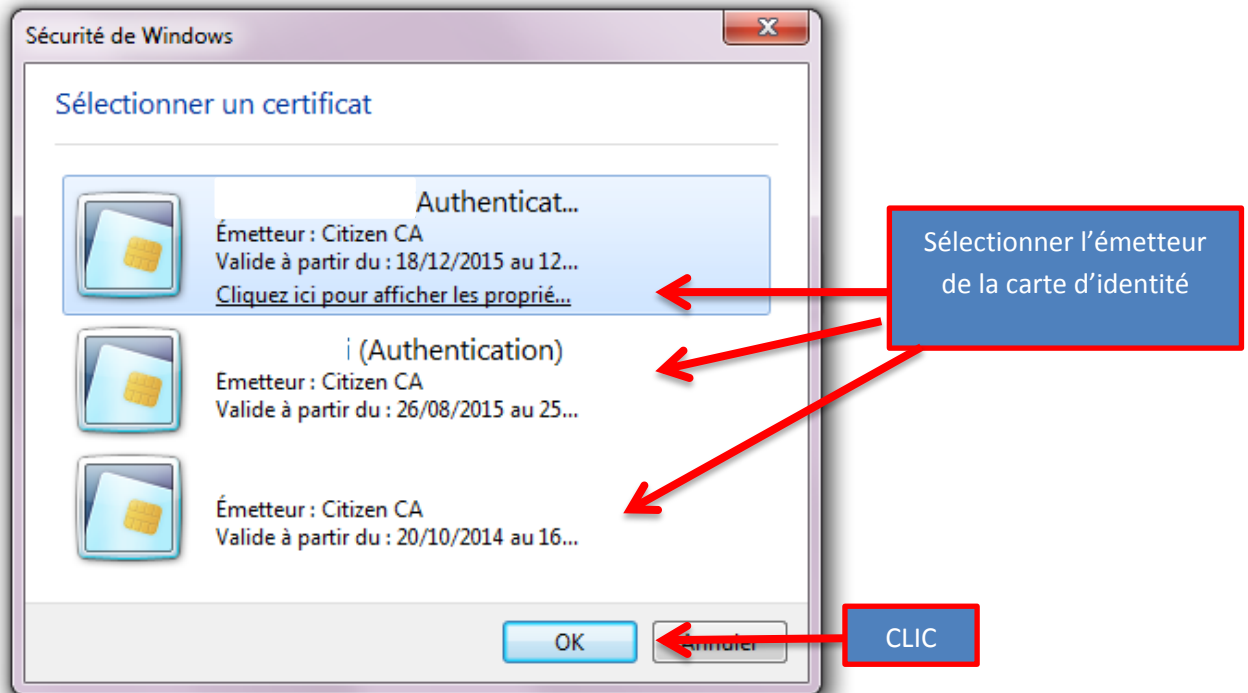 Sécurité de Windows
Sélectionner un certificat
Authenticat...
Émetteur : Citizen CA
Valide à partir du : 18/12/2015 au 12...
Cliquez ici pour afficher les proprié...
i (Authentication)
Emetteur : Citizen CA
Valide à partir du : 26/08/2015 au 25...
Émetteur : Citizen CA
Valide à partir du : 20/10/2014 au 16...
OK
Annuler
Sélectionner l’émetteur
de la carte d’identité
CLIC